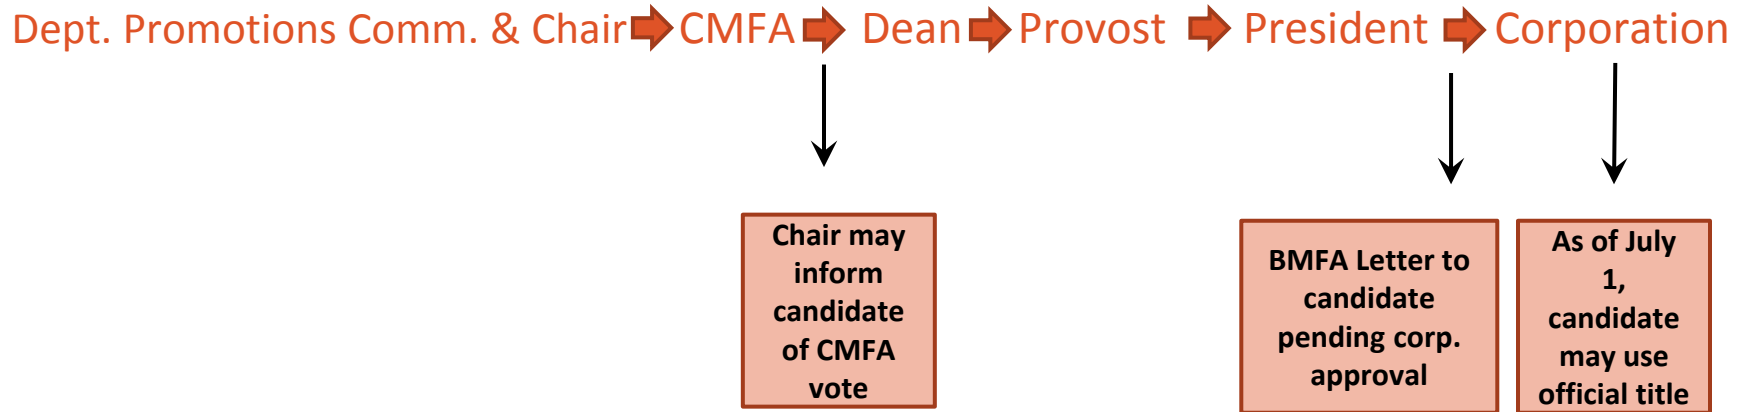 Dept. Promotions Comm. & Chair CMFA Dean Provost President Corporation
Chair may
inform
candidate
of CMFA
vote
BMFA Letter to
candidate
pending corp.
approval
As of July
1,
candidate
may use
official title